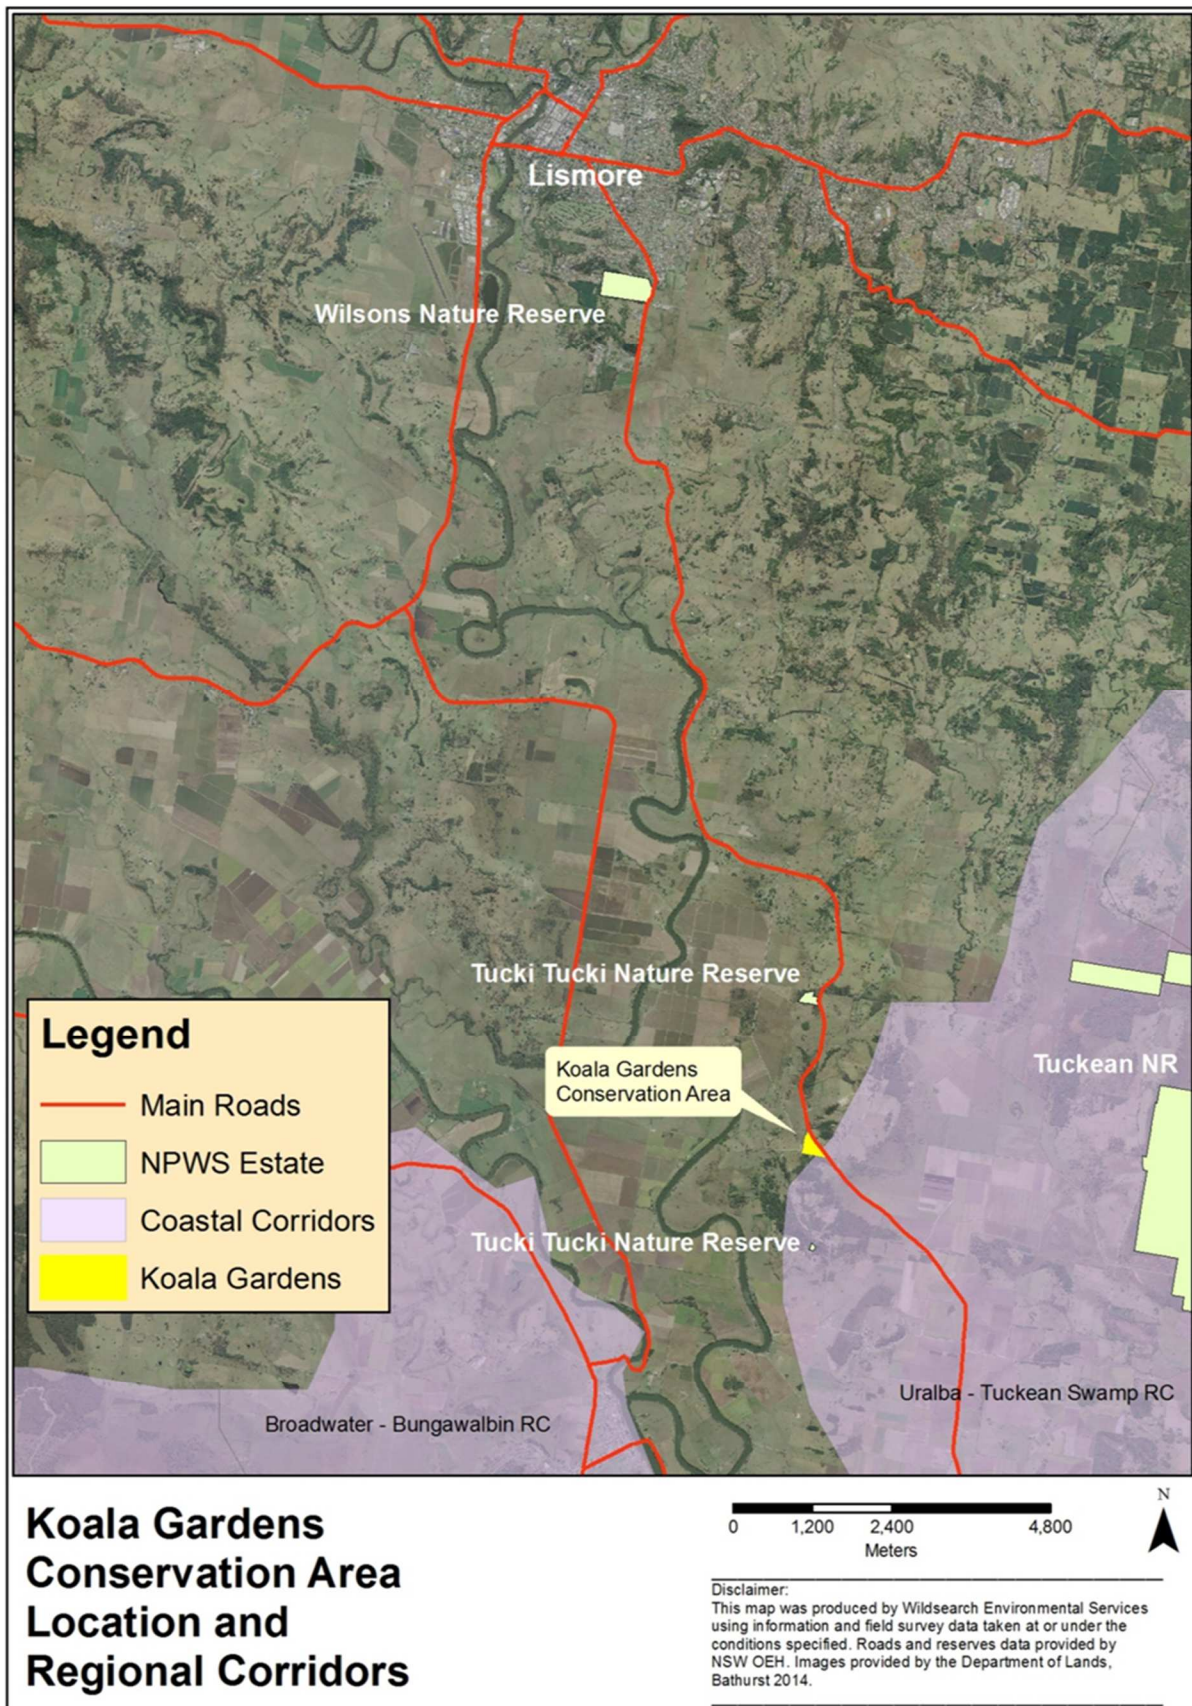 Lismore
Wilsons Nature Reserve
Tucki Tucki Nature Reserve
Koala Gardens
Conservation Area
Tuckean NR
Legend
Main Roads
NPWS Estate
Coastal Corridors
Koala Gardens
Tucki Tucki Nature Reserve
Uralba - Tuckean Swamp RC
Broadwater - Bungawalbin RC
Koala Gardens
Conservation Area
Location and
Regional Corridors
0 1,200 2,400 4,800
Meters
N
Disclaimer:
This map was produced by Wildsearch Environmental Services
using information and field survey data taken at or under the
conditions specified. Roads and reserves data provided by
NSW OEH. Images provided by the Department of Lands,
Bathurst 2014.